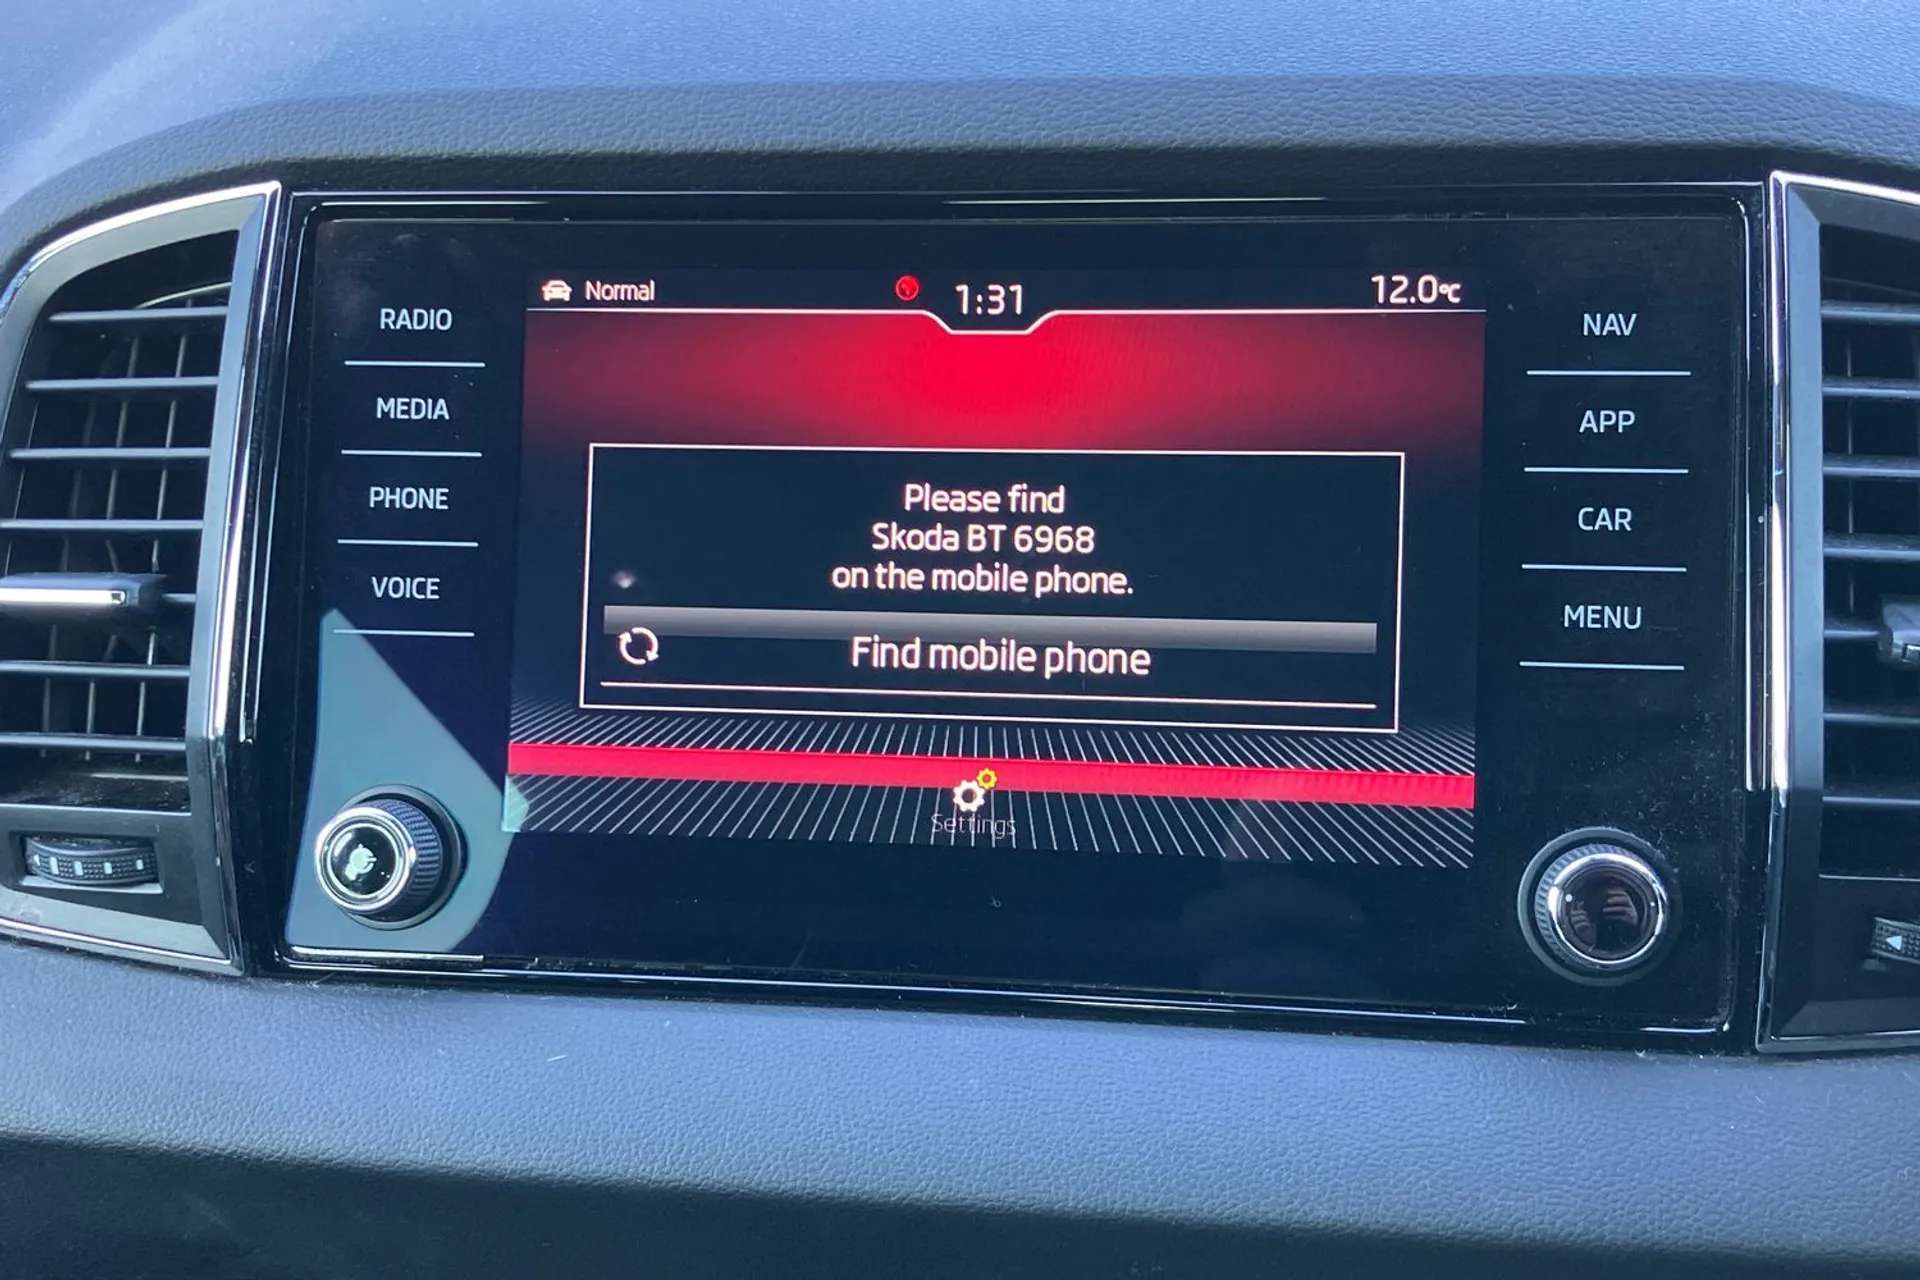 Normal
1:31
12.0°C
RADIO
MEDIA
PHONE
VOICE
Please find
Skoda BT 6968
on the mobile phone.
Find mobile phone
Settings
NAV
APP
CAR
MENU